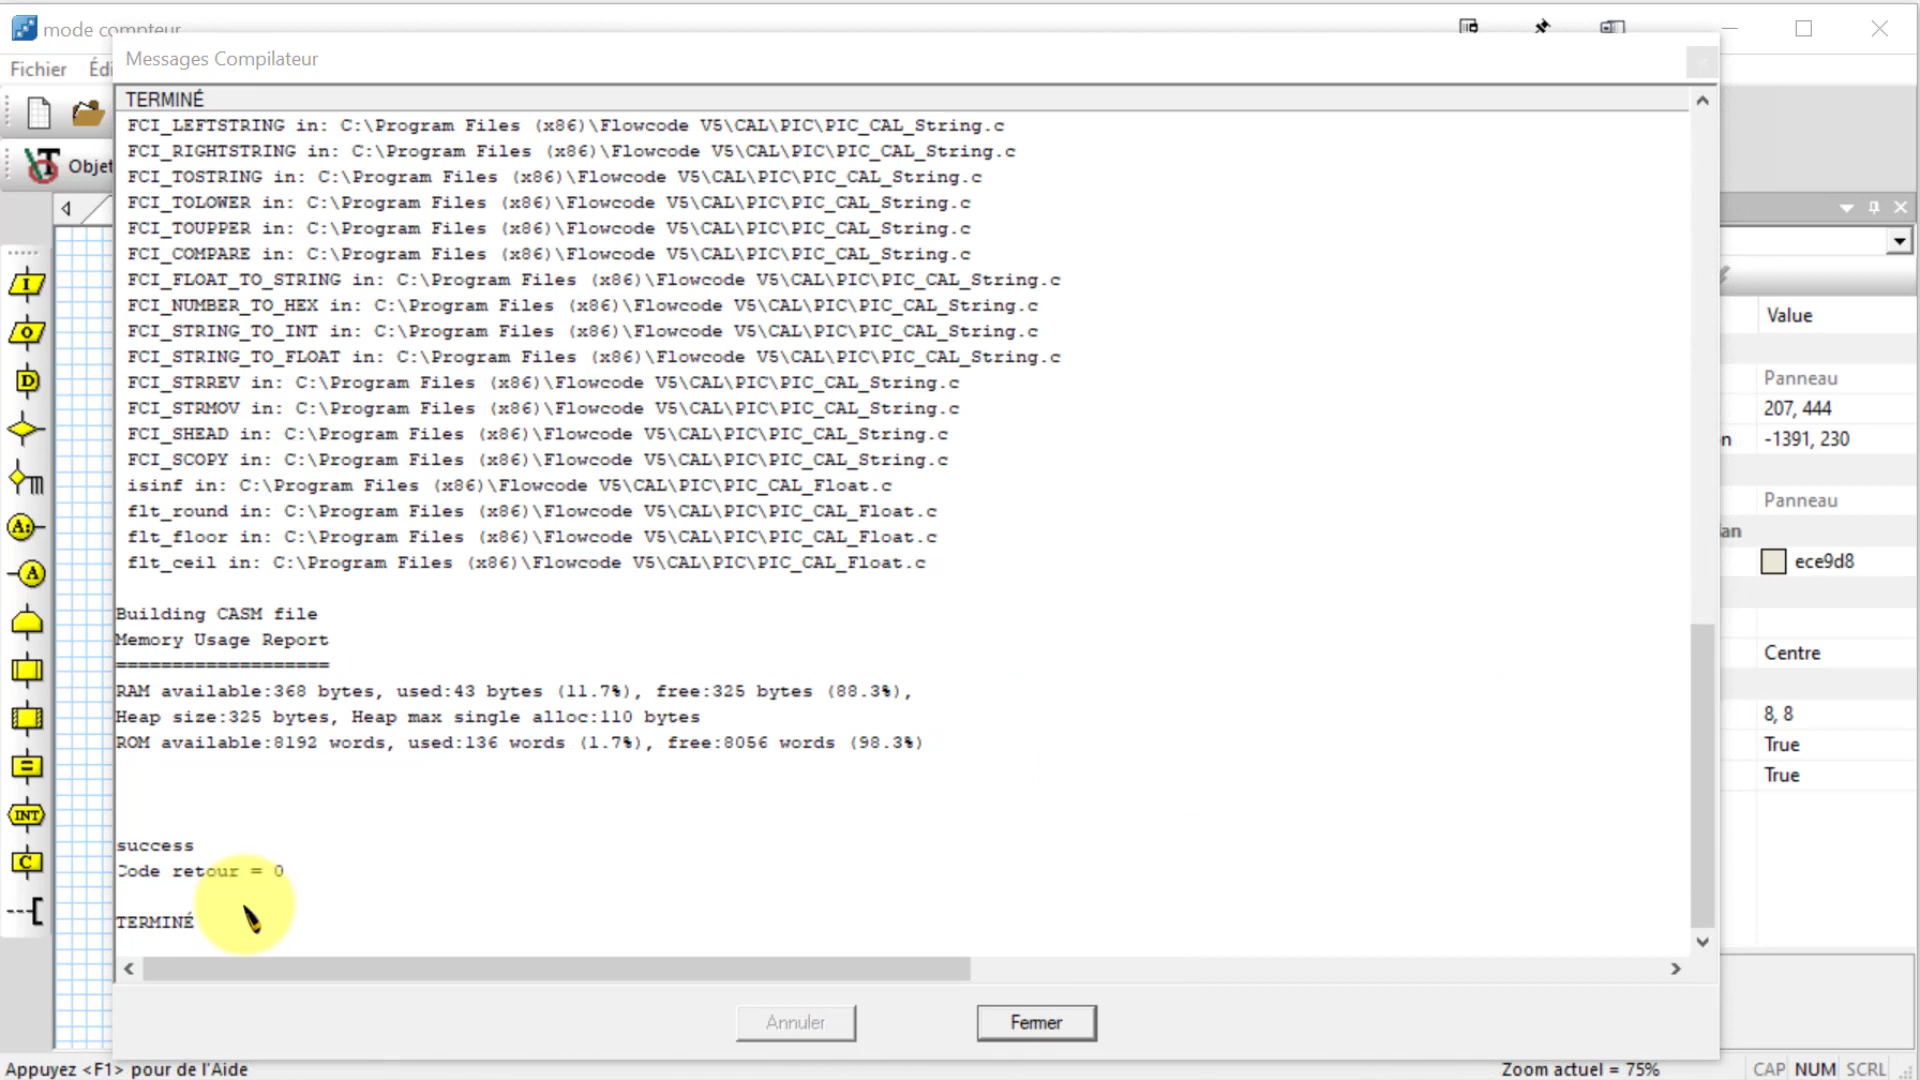 mode compteur
Messages Compilateur
Fichier Édi
TERMINÉ
Objet
FCI_LEFTSTRING in: C:\Program Files (x86)\Flowcode V5\CAL\PIC\PIC_CAL_String.c
FCI_RIGHTSTRING in: C:\Program Files (x86)\Flowcode V5\CAL\PIC\PIC_CAL_String.c
FCI_TOSTRING in: C:\Program Files (x86)\Flowcode V5\CAL\PIC\PIC_CAL_String.c
FCI_TOLOWER in: C:\Program Files (x86)\Flowcode V5\CAL\PIC\PIC_CAL_String.c
FCI_TOUPPER in: C:\Program Files (x86)\Flowcode V5\CAL\PIC\PIC_CAL_String.c
FCI_COMPARE in: C:\Program Files (x86)\Flowcode V5\CAL\PIC\PIC_CAL_String.c
FCI_FLOAT_TO_STRING in: C:\Program Files (x86)\Flowcode V5\CAL\PIC\PIC_CAL_String.c
FCI_NUMBER_TO_HEX in: C:\Program Files (x86)\Flowcode V5\CAL\PIC\PIC_CAL_String.c
FCI_STRING_TO_INT in: C:\Program Files (x86)\Flowcode V5\CAL\PIC\PIC_CAL_String.c
FCI_STRING_TO_FLOAT in: C:\Program Files (x86)\Flowcode V5\CAL\PIC\PIC_CAL_String.c
FCI_STRREV in: C:\Program Files (x86)\Flowcode V5\CAL\PIC\PIC_CAL_String.c
FCI_STRMOV in: C:\Program Files (x86)\Flowcode V5\CAL\PIC\PIC_CAL_String.c
FCI_SHEAD in: C:\Program Files (x86)\Flowcode V5\CAL\PIC\PIC_CAL_String.c
FCI_SCOPY in: C:\Program Files (x86)\Flowcode V5\CAL\PIC\PIC_CAL_String.c
isinf in: C:\Program Files (x86)\Flowcode V5\CAL\PIC\PIC_CAL_Float.c
flt_round in: C:\Program Files (x86)\Flowcode V5\CAL\PIC\PIC_CAL_Float.c
flt_floor in: C:\Program Files (x86)\Flowcode V5\CAL\PIC\PIC_CAL_Float.c
flt_ceil in: C:\Program Files (x86)\Flowcode V5\CAL\PIC\PIC_CAL_Float.c
Building CASM file
Memory Usage Report
===================
RAM available:368 bytes, used:43 bytes (11.7%), free:325 bytes (88.3%),
Heap size:325 bytes, Heap max single alloc:110 bytes
ROM available:8192 words, used:136 words (1.7%), free:8056 words (98.3%)
success
Code retour = 0
TERMINÉ
Annuler
Fermer
I
O
D
A:
A
=
INT
C
Value
Panneau
207, 444
n -1391, 230
Panneau
an
ece9d8
Centre
8, 8
True
True
Appuyez <F1> pour de l'Aide
Zoom actuel = 75%
CAP NUM SCRL